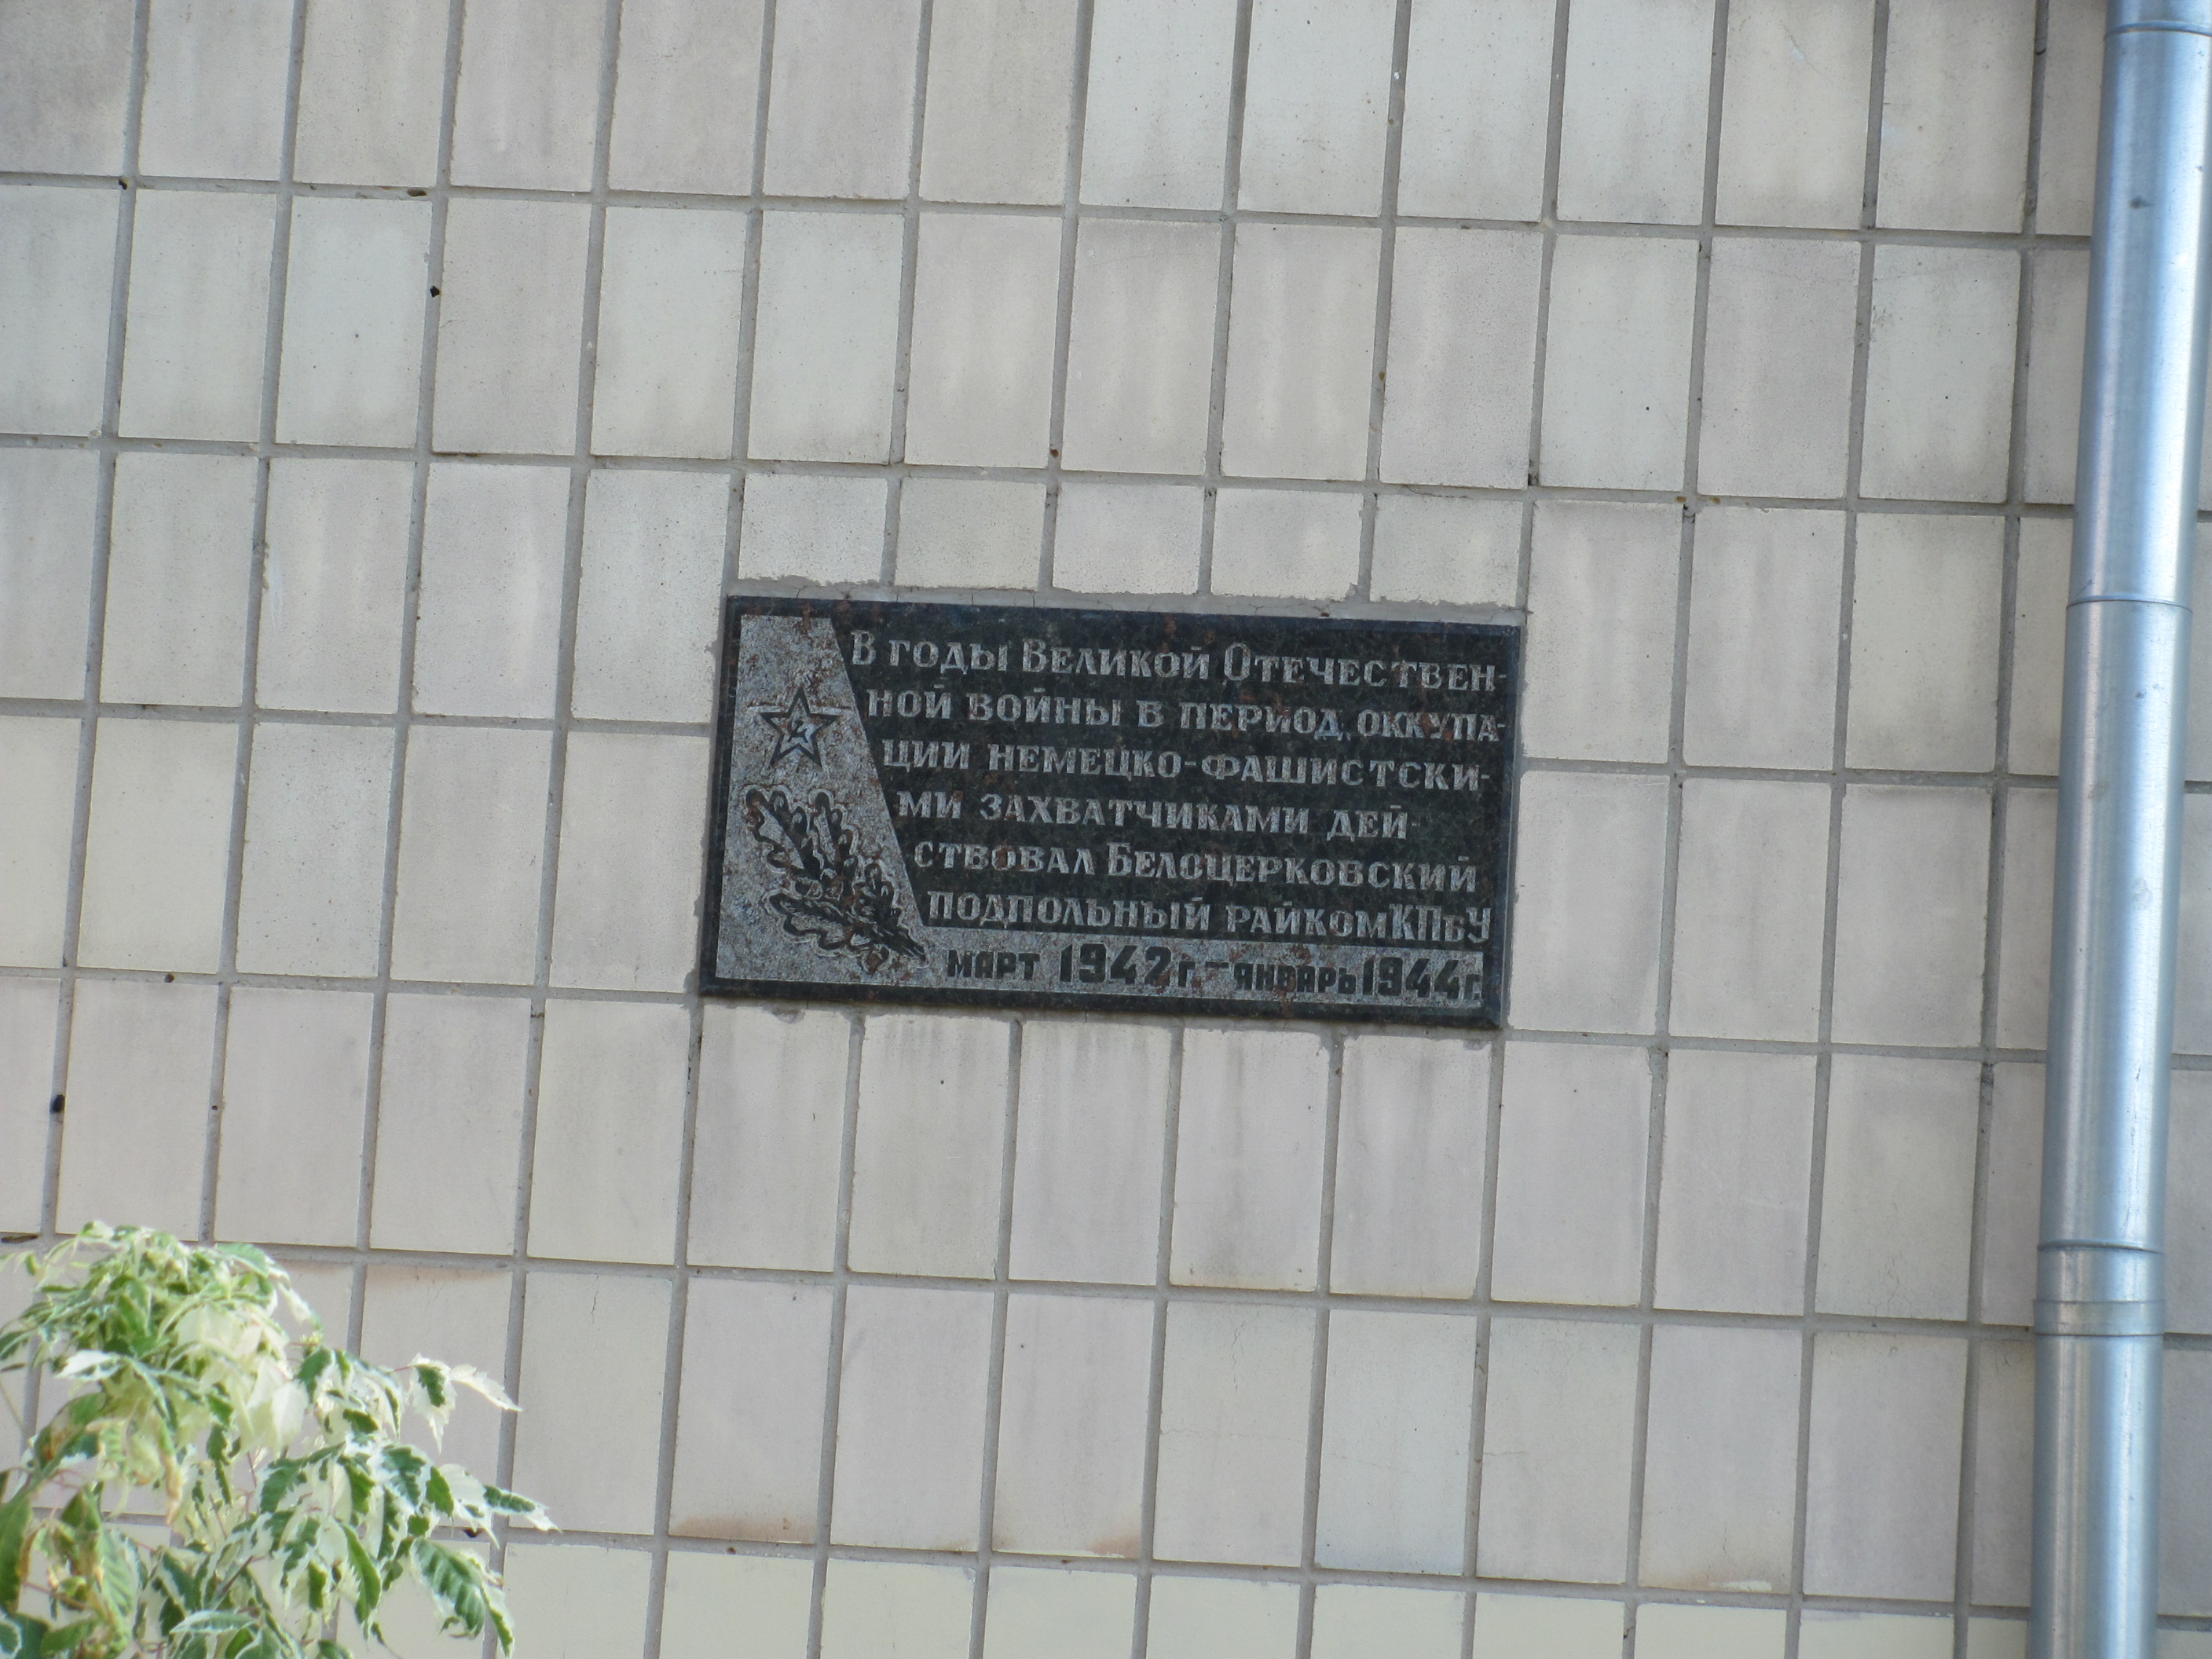 В годы Великой Отечествен-
ной войны в период оккупа-
ции немецко-фашистски-
ми захватчиками дей-
ствовал Белоцерковский
подпольный райком КПбУ
март 1942 г. – январь 1944 г.